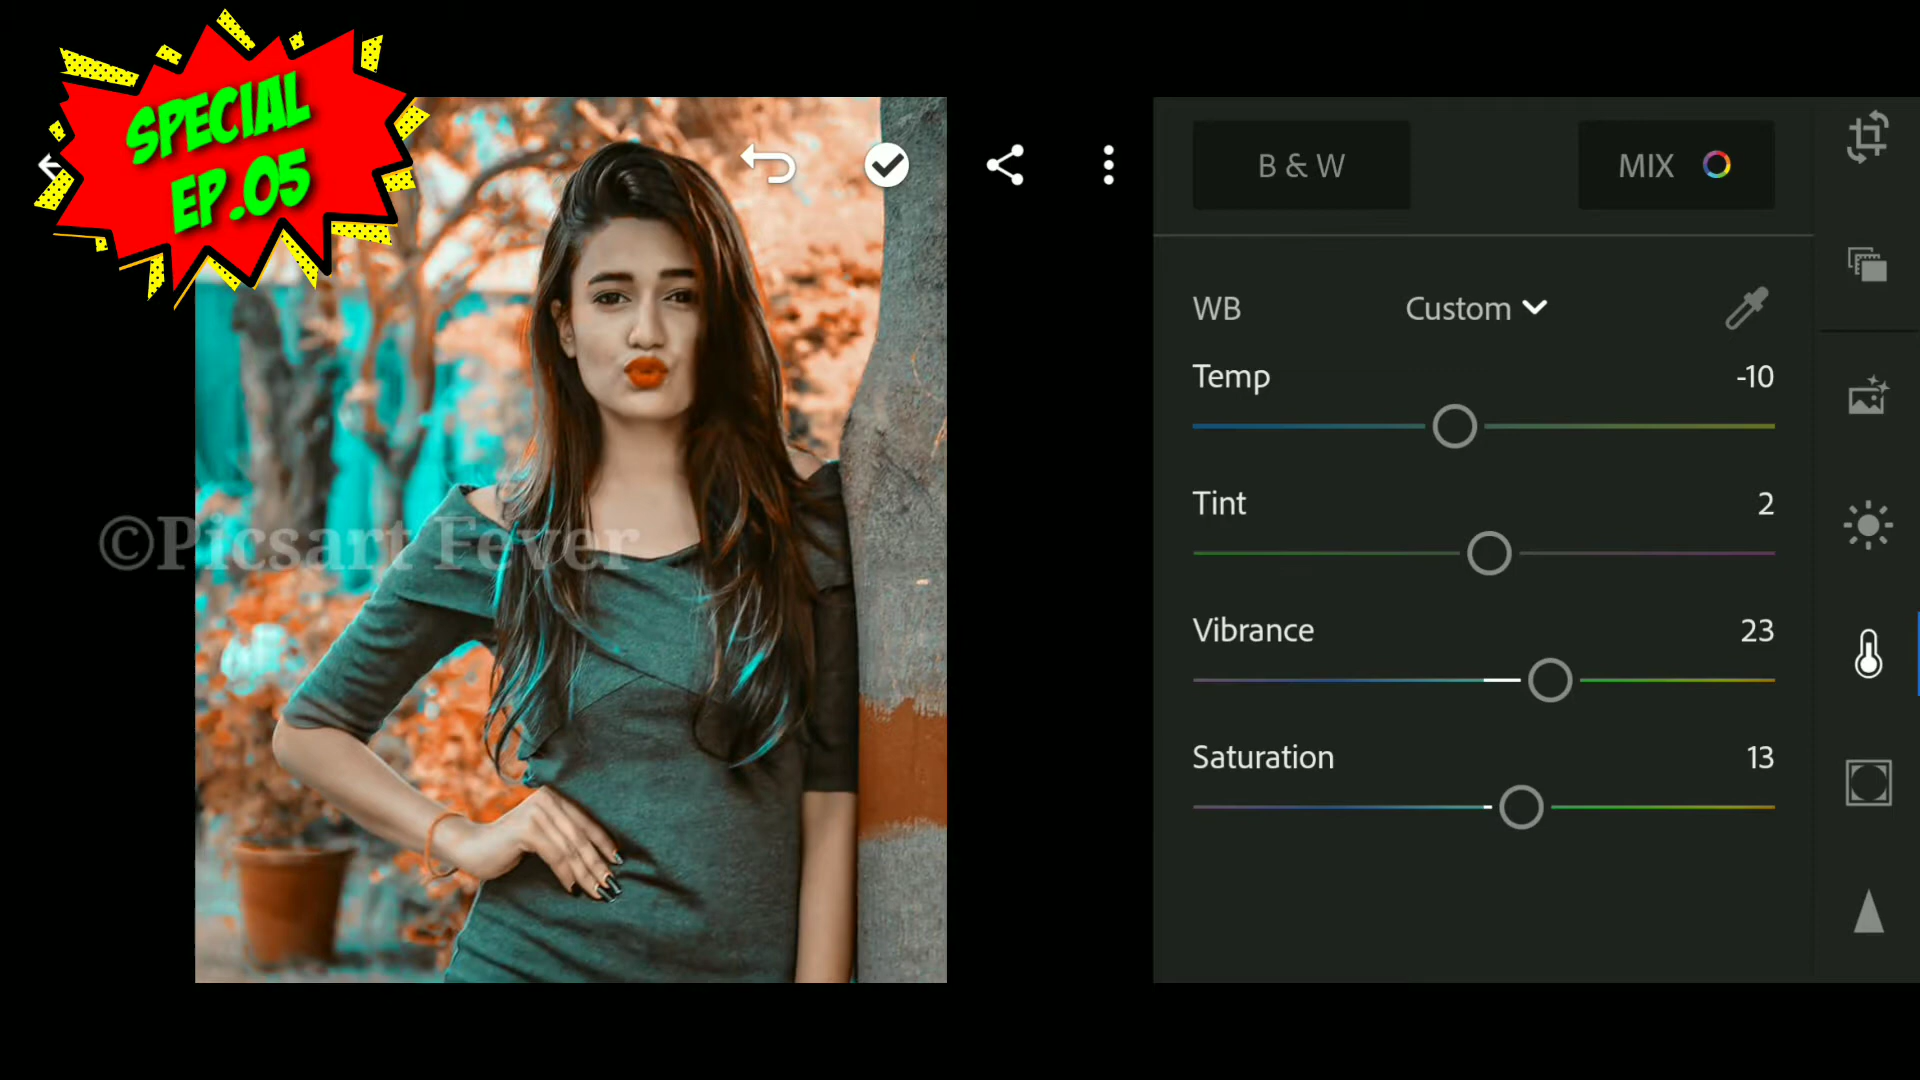 SPECIAL
EP.05
B & W
MIX
WB
Custom
Temp
-10
Tint
2
©Picsart Fever
Vibrance
23
Saturation
13